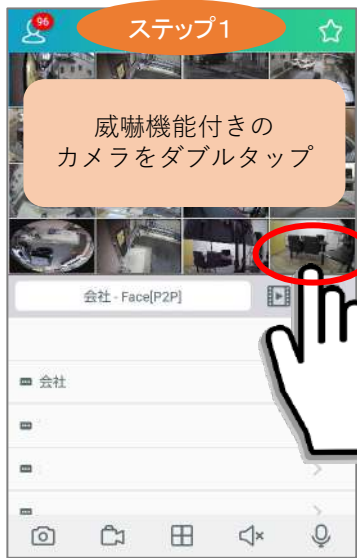 96
ステップ1
威嚇機能付きの
カメラをダブルタップ
会社 - Face[P2P]
会社